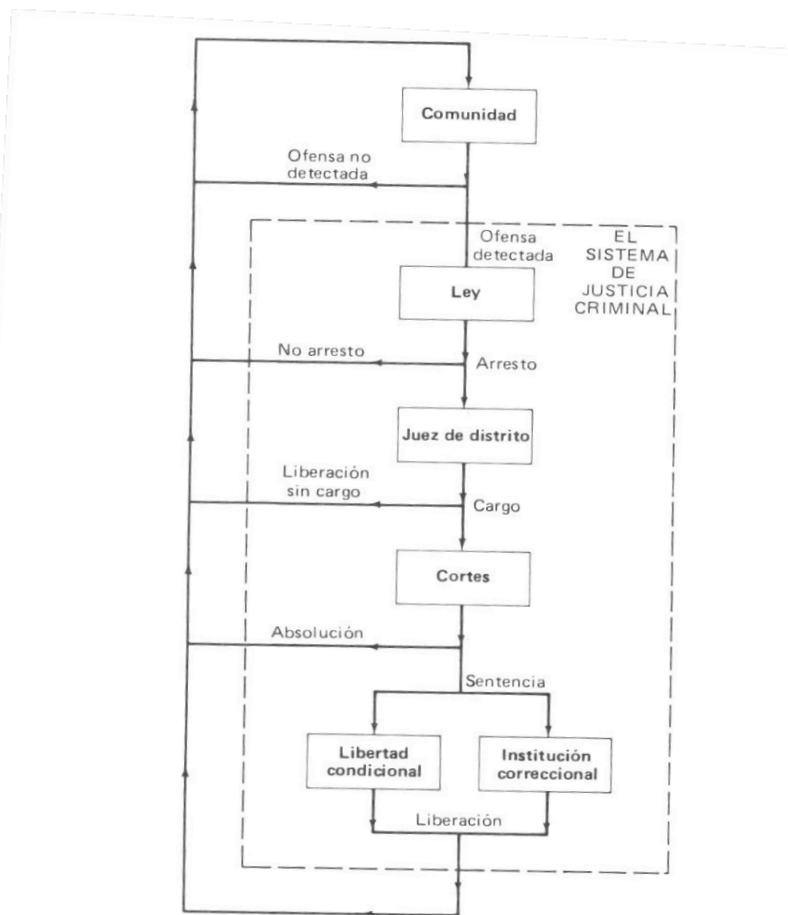 Comunidad
Ofensa no
detectada
Ofensa
detectada
EL
SISTEMA
DE
JUSTICIA
CRIMINAL
Ley
No arresto
Arresto
Juez de distrito
Liberación
sin cargo
Cargo
Cortes
Absolución
Sentencia
Libertad
condicional
Institución
correccional
Liberación